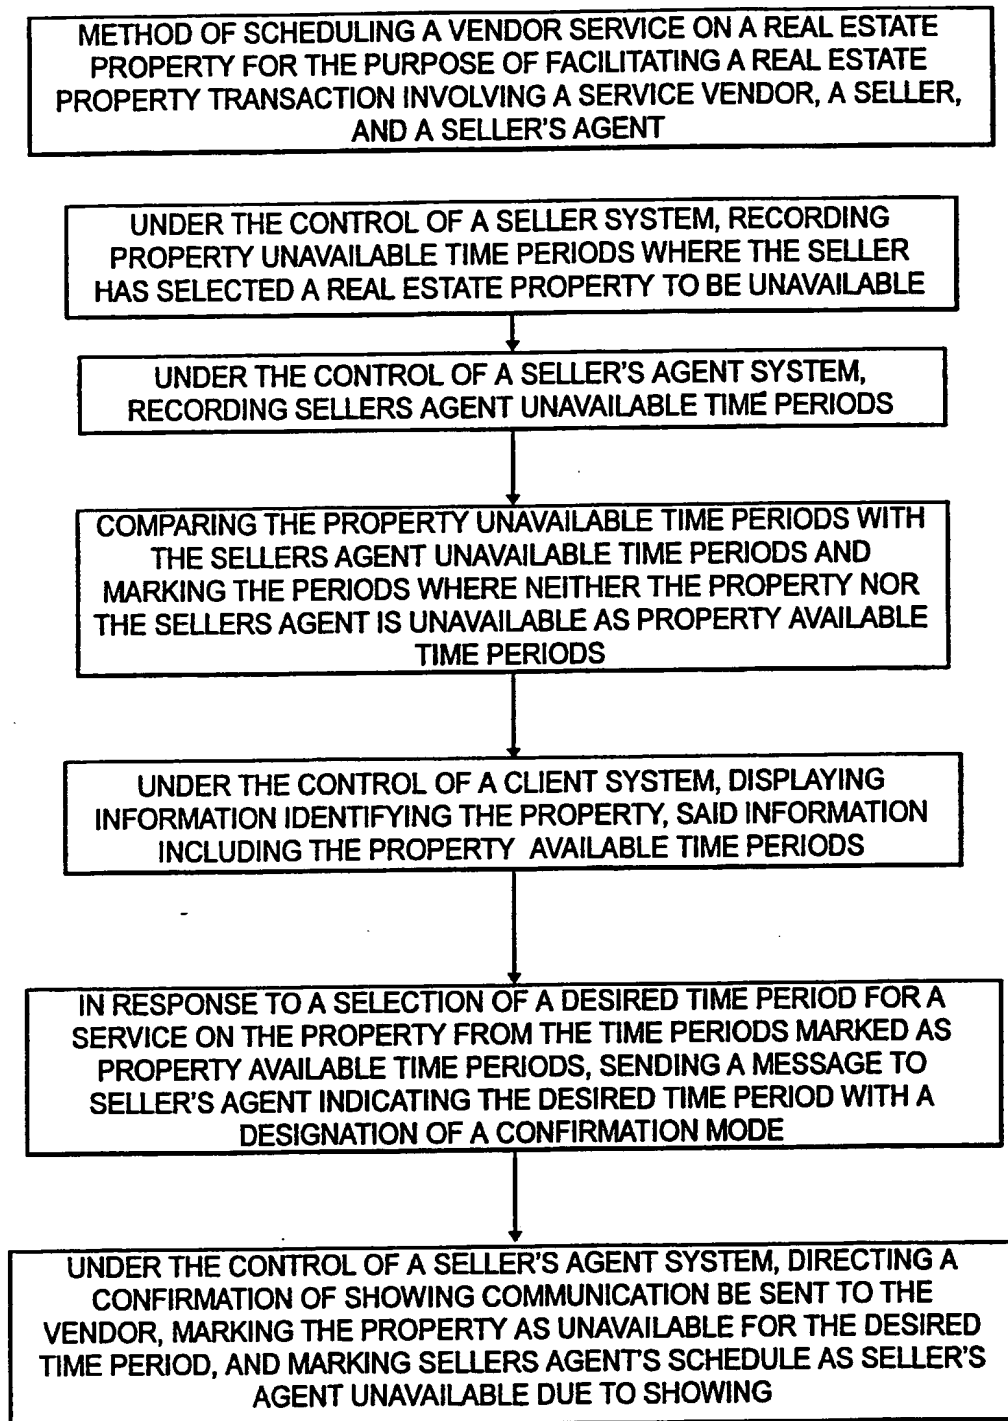 METHOD OF SCHEDULING A VENDOR SERVICE ON A REAL ESTATE
PROPERTY FOR THE PURPOSE OF FACILITATING A REAL ESTATE
PROPERTY TRANSACTION INVOLVING A SERVICE VENDOR, A SELLER,
AND A SELLER'S AGENT
UNDER THE CONTROL OF A SELLER SYSTEM, RECORDING
PROPERTY UNAVAILABLE TIME PERIODS WHERE THE SELLER
HAS SELECTED A REAL ESTATE PROPERTY TO BE UNAVAILABLE
UNDER THE CONTROL OF A SELLER'S AGENT SYSTEM,
RECORDING SELLERS AGENT UNAVAILABLE TIME PERIODS
COMPARING THE PROPERTY UNAVAILABLE TIME PERIODS WITH
THE SELLERS AGENT UNAVAILABLE TIME PERIODS AND
MARKING THE PERIODS WHERE NEITHER THE PROPERTY NOR
THE SELLERS AGENT IS UNAVAILABLE AS PROPERTY AVAILABLE
TIME PERIODS
UNDER THE CONTROL OF A CLIENT SYSTEM, DISPLAYING
INFORMATION IDENTIFYING THE PROPERTY, SAID INFORMATION
INCLUDING THE PROPERTY AVAILABLE TIME PERIODS
IN RESPONSE TO A SELECTION OF A DESIRED TIME PERIOD FOR A
SERVICE ON THE PROPERTY FROM THE TIME PERIODS MARKED AS
PROPERTY AVAILABLE TIME PERIODS, SENDING A MESSAGE TO
SELLER'S AGENT INDICATING THE DESIRED TIME PERIOD WITH A
DESIGNATION OF A CONFIRMATION MODE
UNDER THE CONTROL OF A SELLER'S AGENT SYSTEM, DIRECTING A
CONFIRMATION OF SHOWING COMMUNICATION BE SENT TO THE
VENDOR, MARKING THE PROPERTY AS UNAVAILABLE FOR THE DESIRED
TIME PERIOD, AND MARKING SELLERS AGENT'S SCHEDULE AS SELLER'S
AGENT UNAVAILABLE DUE TO SHOWING